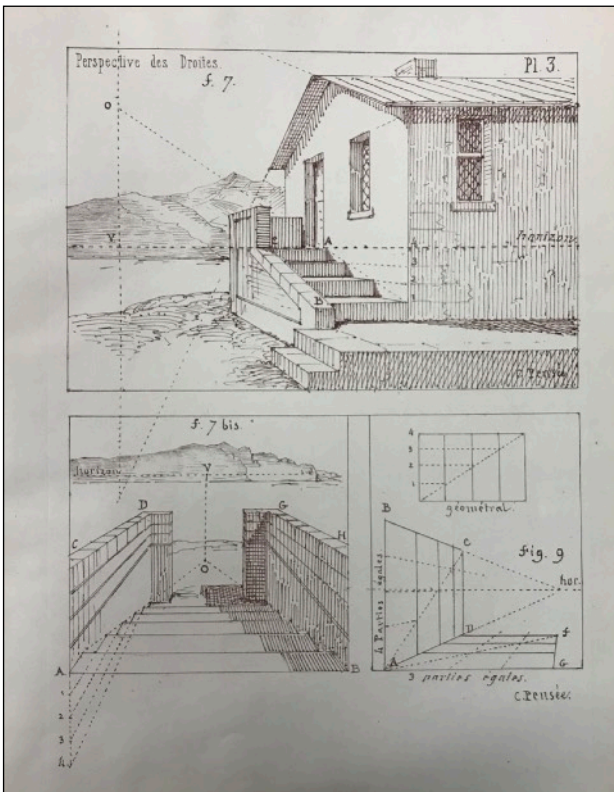 Perspective des Droites.
f. 7.
Pl. 3.
O
V
horizon
E
A
4
3
2
1
B
C. Pensée
f. 7 bis.
horizon
V
D
G
C
H
O
A
B
1
2
3
4
4
3
2
1
géométral.
Fig. 9
B
C
hor.
4 Parties égales
D
f
A
G
3 parties égales.
C. Pensée.